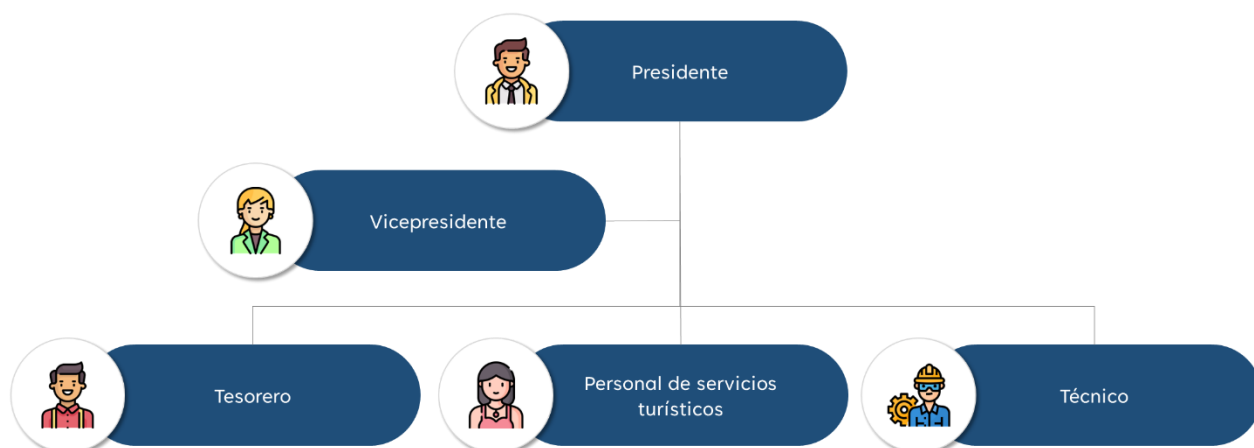 Presidente
Vicepresidente
Tesorero
Personal de servicios
turísticos
Técnico